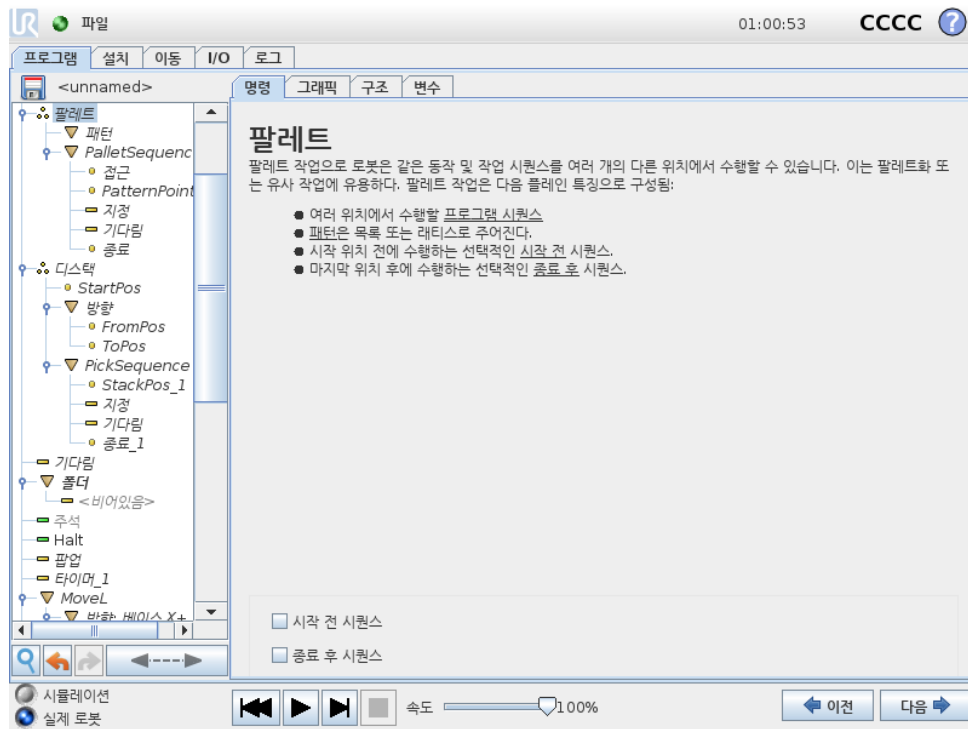 UR 파일 01:00:53 CCCC ?
프로그램 설치 이동 I/O 로그
<unnamed>
명령 그래픽 구조 변수
팔레트
패턴
PalletSequenc
접근
PatternPoint
지정
기다림
종료
디스택
StartPos
방향
FromPos
ToPos
PickSequence
StackPos_1
지정
기다림
종료_1
기다림
폴더
<비어있음>
주석
Halt
팝업
타이머_1
MoveL
방향: 베이스 X+
팔레트
팔레트 작업으로 로봇은 같은 동작 및 작업 시퀀스를 여러 개의 다른 위치에서 수행할 수 있습니다. 이는 팔레트화 또
는 유사 작업에 유용하다. 팔레트 작업은 다음 플레인 특징으로 구성됨:
● 여러 위치에서 수행할 프로그램 시퀀스
● 패턴은 목록 또는 래티스로 주어진다.
● 시작 위치 전에 수행하는 선택적인 시작 전 시퀀스.
● 마지막 위치 후에 수행하는 선택적인 종료 후 시퀀스.
시작 전 시퀀스
종료 후 시퀀스
시뮬레이션
실제 로봇
속도 100%
이전 다음